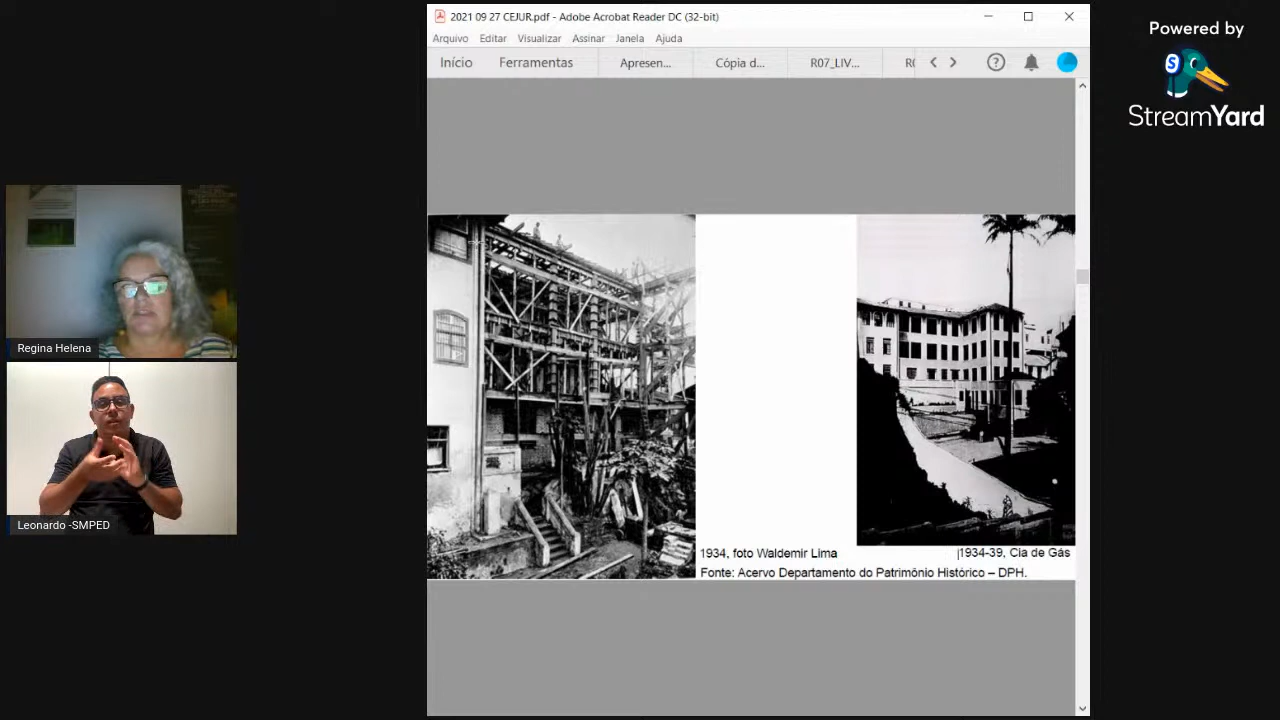 2021 09 27 CEJUR.pdf - Adobe Acrobat Reader DC (32-bit)
Arquivo Editar Visualizar Assinar Janela Ajuda
Início Ferramentas Apresen... Cópia d... R07_LIV... R(
Powered by
StreamYard
Regina Helena
Leonardo -SMPED
1934, foto Waldemir Lima
1934-39, Cia de Gás
Fonte: Acervo Departamento do Patrimônio Histórico – DPH.